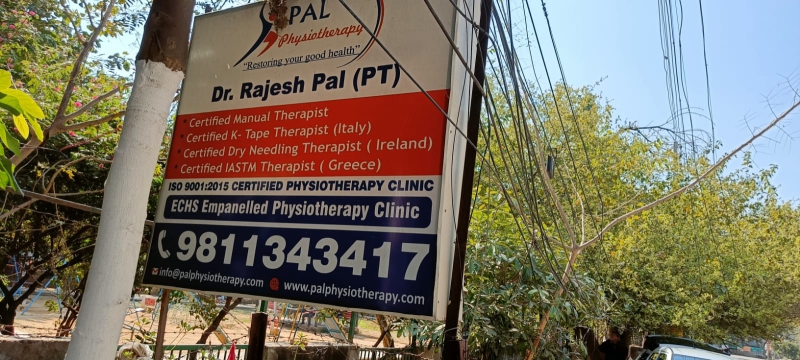 PAL
Physiotherapy
"Restoring your good health"
Dr. Rajesh Pal (PT)
Certified Manual Therapist
Certified K- Tape Therapist (Italy)
Certified Dry Needling Therapist ( Ireland)
Certified IASTM Therapist ( Greece)
ISO 9001:2015 CERTIFIED PHYSIOTHERAPY CLINIC
ECHS Empanelled Physiotherapy Clinic
9811343417
info@palphysiotherapy.com www.palphysiotherapy.com